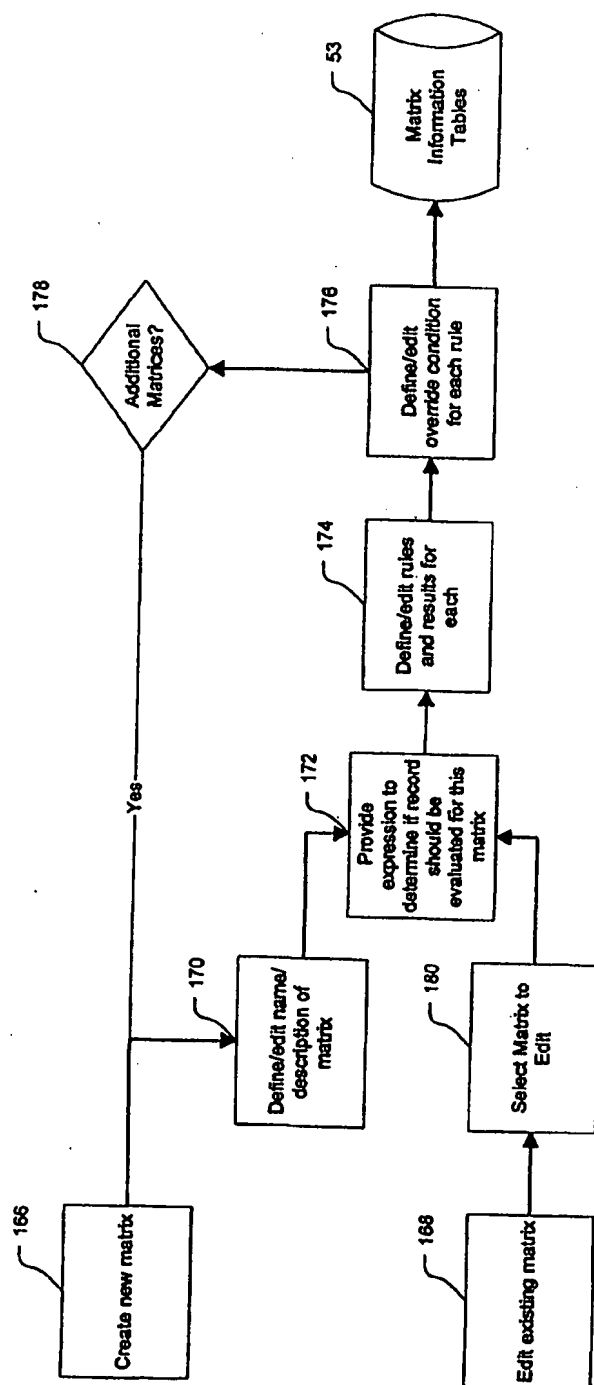 166
Create new matrix
168
Edit existing matrix
Yes
170
Define/edit name/
description of
matrix
180
Select Matrix to
Edit
172
Provide
expression to
determine if record
should be
evaluated for this
matrix
174
Define/edit rules
and results for
each
176
Define/edit
override condition
for each rule
178
Additional
Matrices?
53
Matrix
Information
Tables